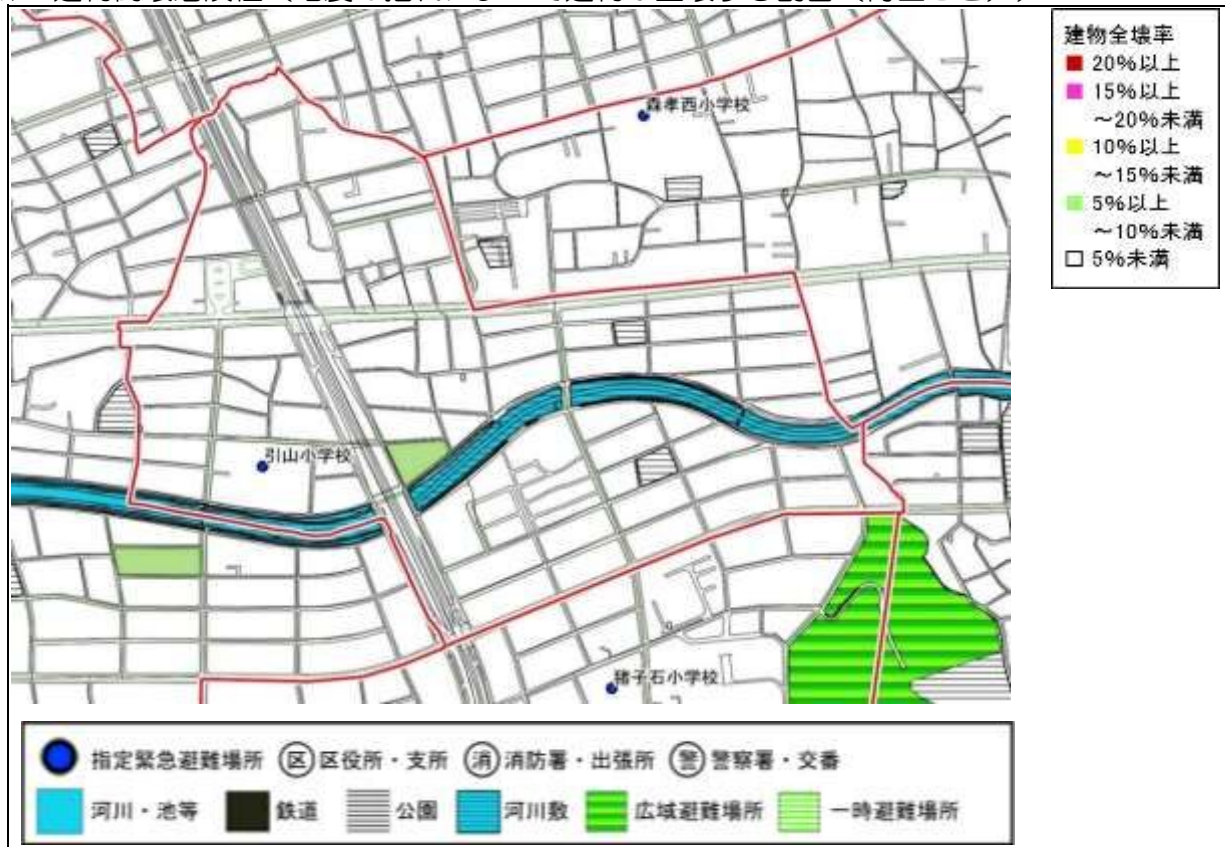 建物全壊率
20%以上
15%以上
～20%未満
10%以上
～15%未満
5%以上
～10%未満
5%未満
森孝西小学校
引山小学校
猪子石小学校
指定緊急避難場所 区 区役所・支所 消 消防署・出張所 警 警察署・交番
河川・池等 鉄道 公園 河川敷 広域避難場所 一時避難場所